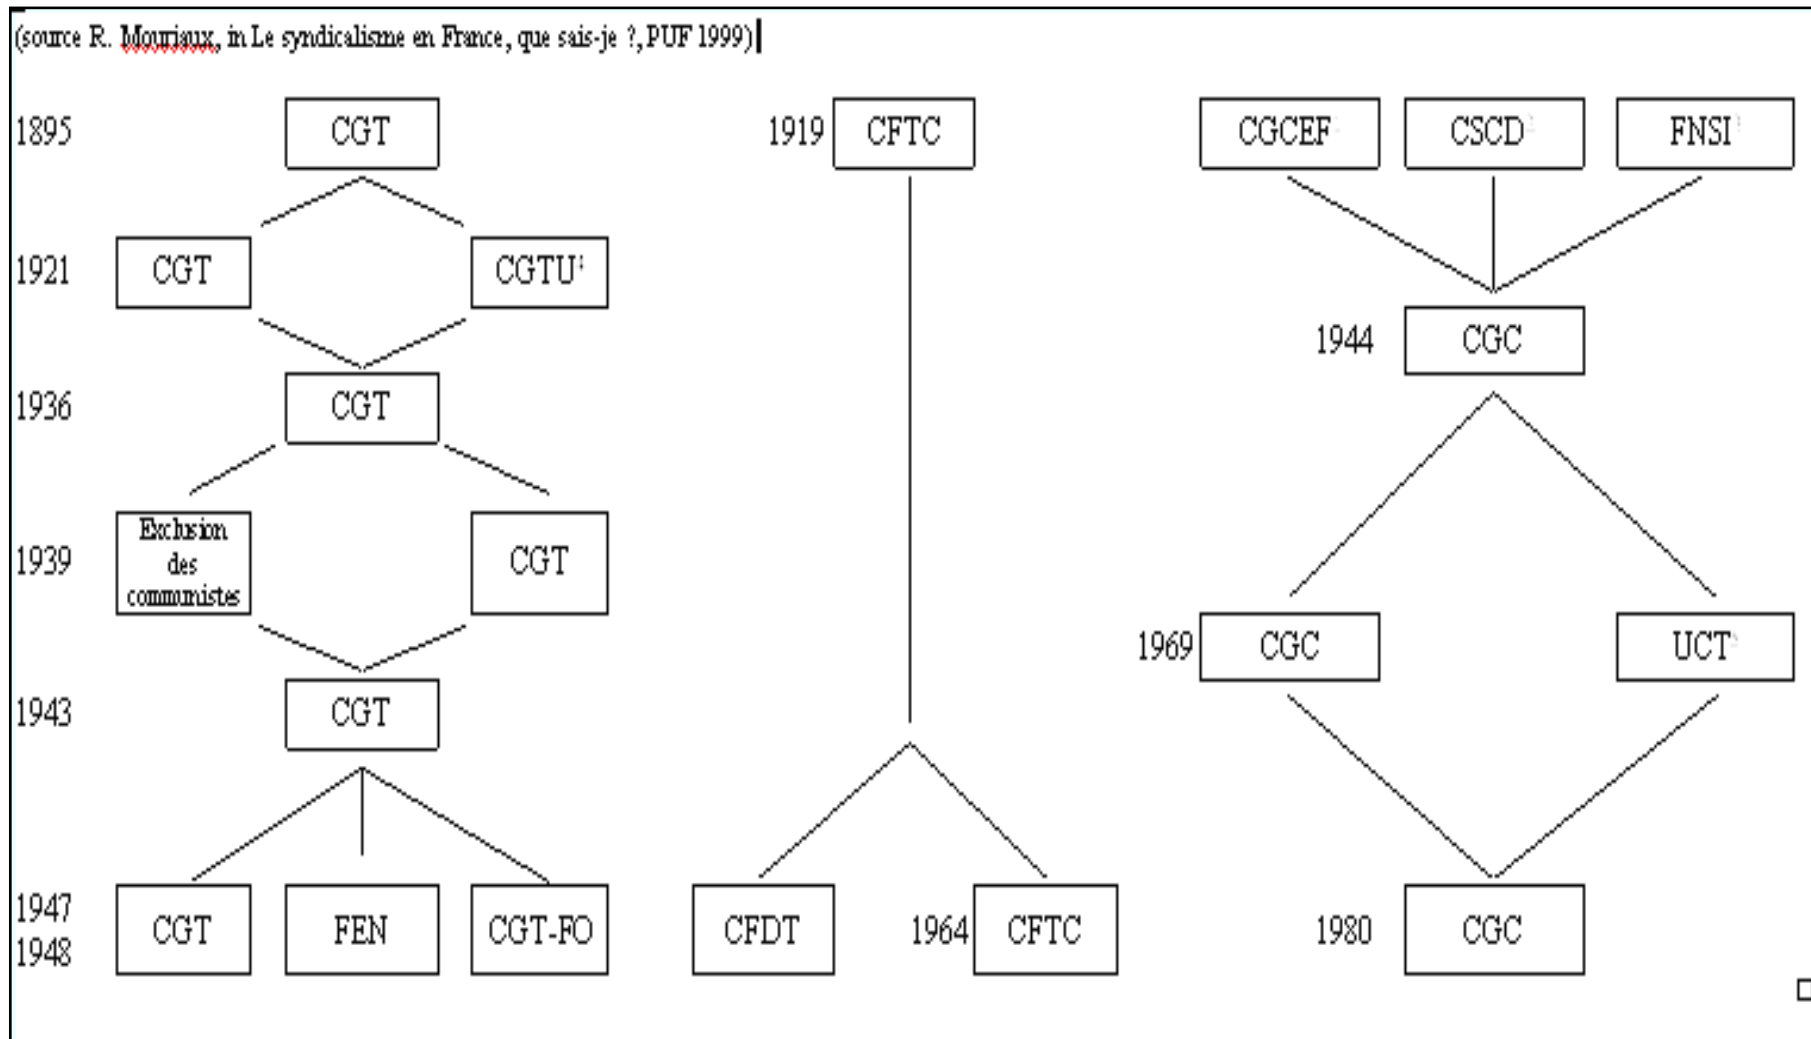 (source R. Mouriaux, in Le syndicalisme en France, que sais-je ?, PUF 1999)
1895 CGT 1919 CFTC CGCEF CSCD FNSI
1921 CGT CGTU
1944 CGC
1936 CGT
1939 Exclusion
des
communistes
CGT
1969 CGC UCT
1943 CGT
1947
1948
CGT FEN CGT-FO CFDT 1964 CFTC 1980 CGC